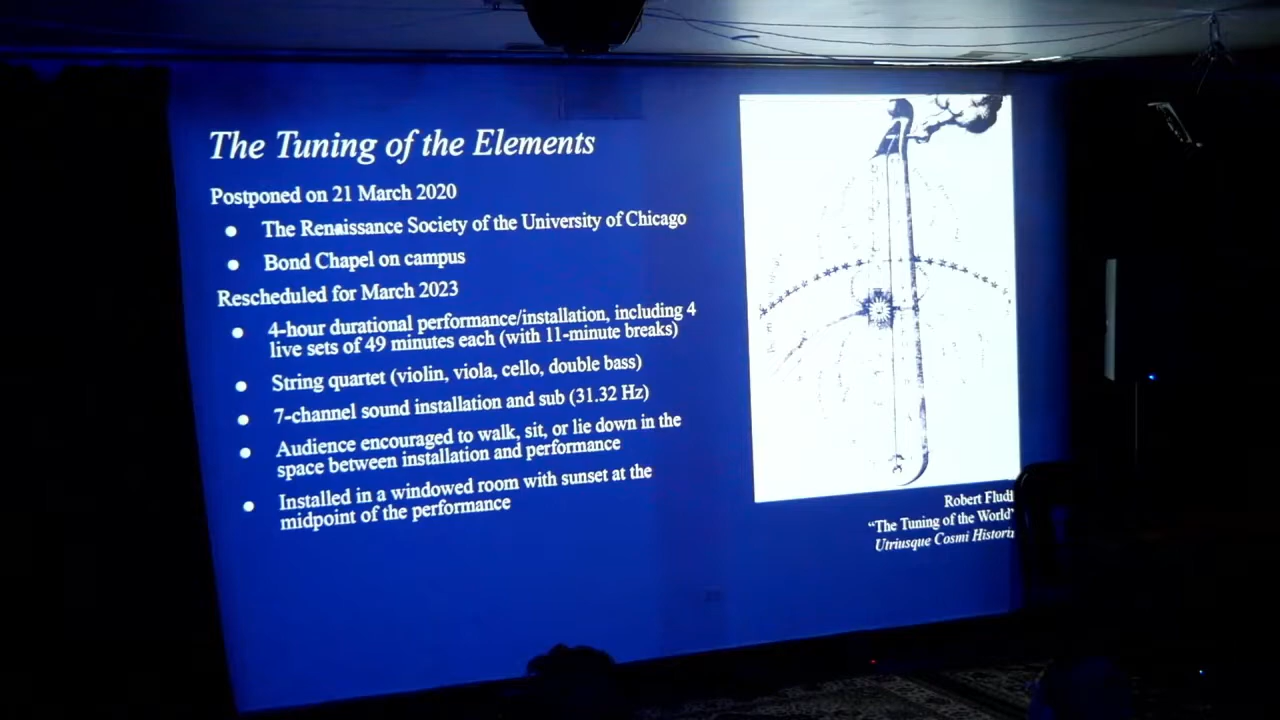 The Tuning of the Elements
Postponed on 21 March 2020
● The Renaissance Society of the University of Chicago
● Bond Chapel on campus
Rescheduled for March 2023
● 4-hour durational performance/installation, including 4
live sets of 49 minutes each (with 11-minute breaks)
● String quartet (violin, viola, cello, double bass)
● 7-channel sound installation and sub (31.32 Hz)
● Audience encouraged to walk, sit, or lie down in the
space between installation and performance
● Installed in a windowed room with sunset at the
midpoint of the performance
Robert Fludd
“The Tuning of the World”
Utriusque Cosmi Histori